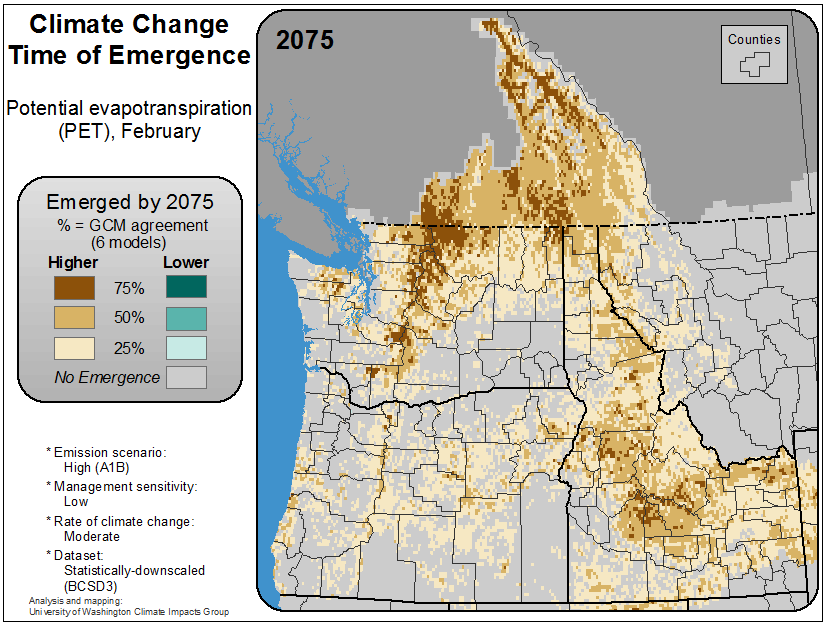 Climate Change
Time of Emergence
Potential evapotranspiration
(PET), February
Emerged by 2075
% = GCM agreement
(6 models)
Higher Lower
75%
50%
25%
No Emergence
* Emission scenario:
High (A1B)
* Management sensitivity:
Low
* Rate of climate change:
Moderate
* Dataset:
Statistically-downscaled
(BCSD3)
Analysis and mapping:
University of Washington Climate Impacts Group
2075
Counties